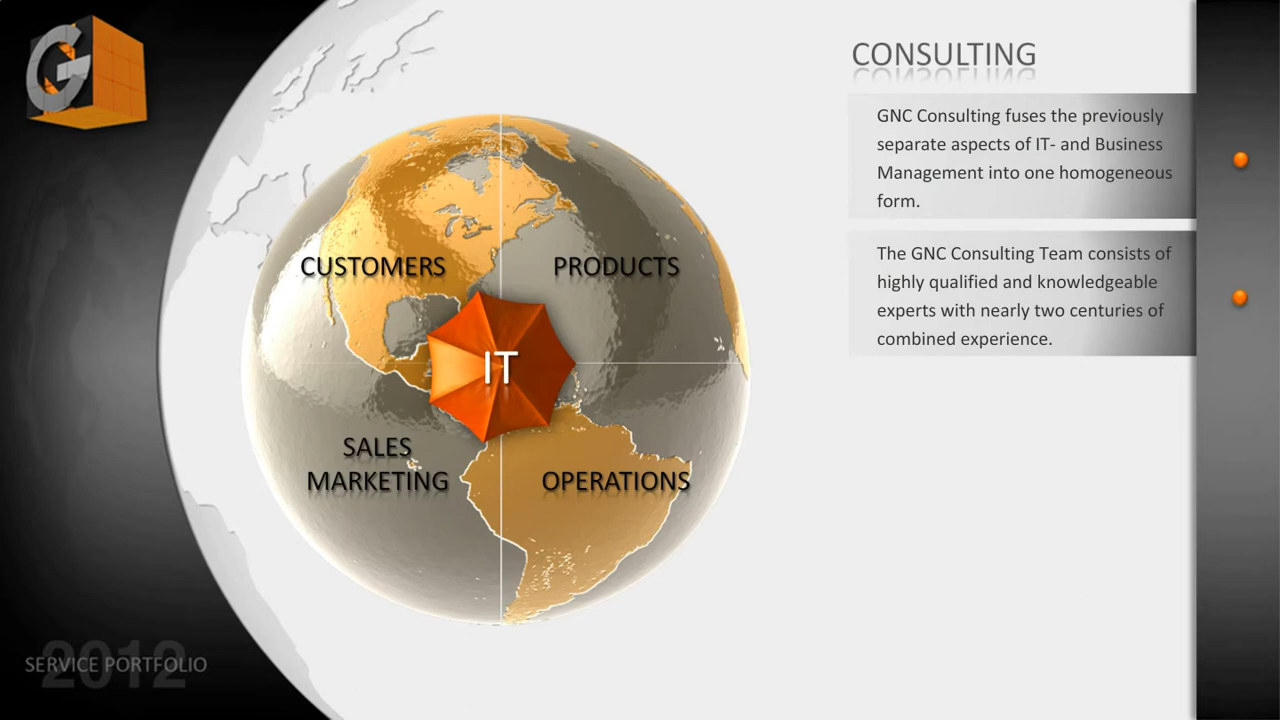 CONSULTING
GNC Consulting fuses the previously
separate aspects of IT- and Business
Management into one homogeneous
form.
The GNC Consulting Team consists of
highly qualified and knowledgeable
experts with nearly two centuries of
combined experience.
CUSTOMERS
PRODUCTS
IT
SALES
MARKETING
OPERATIONS
2012
SERVICE PORTFOLIO
G